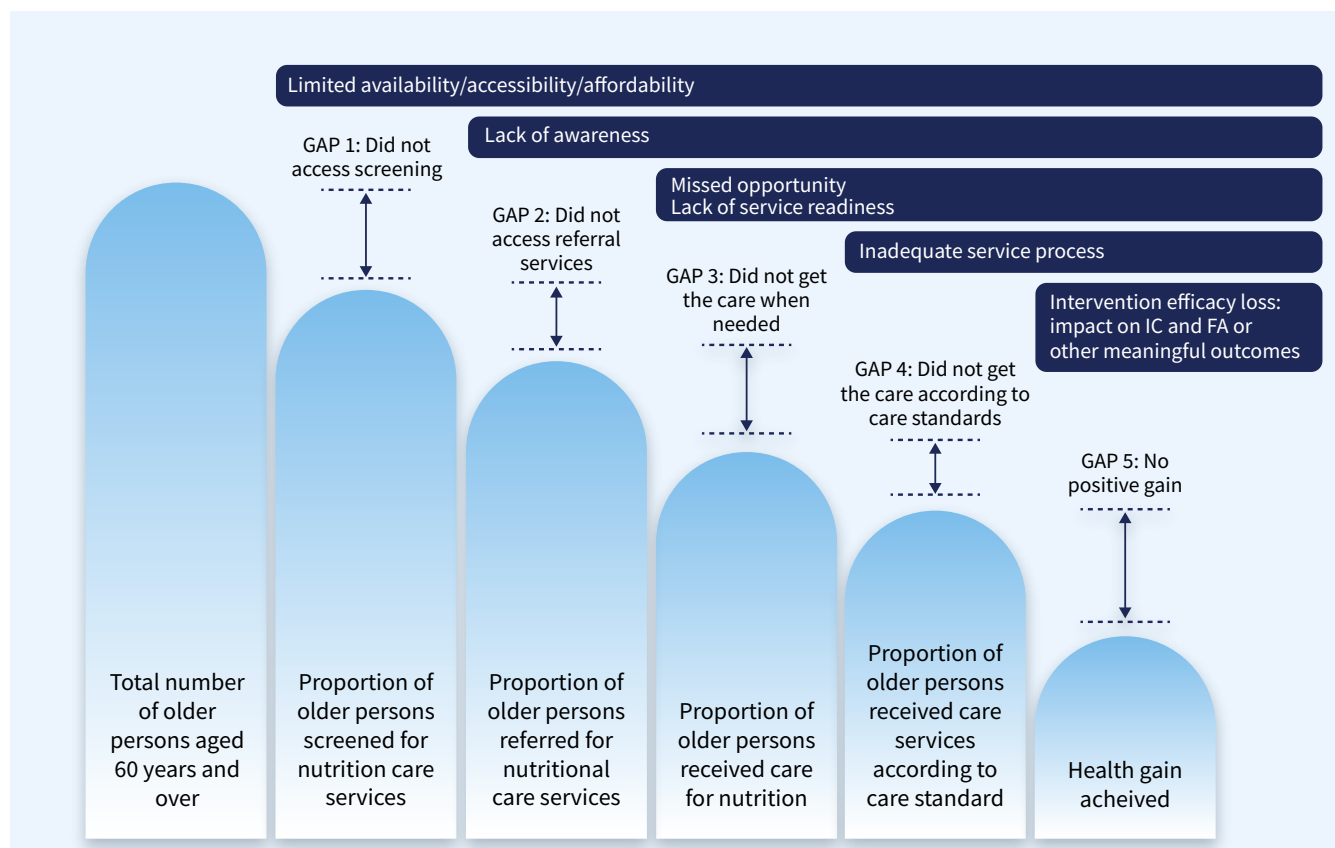 Limited availability/accessibility/affordability
Lack of awareness
Missed opportunity
Lack of service readiness
Inadequate service process
Intervention efficacy loss:
impact on IC and FA or
other meaningful outcomes
GAP 1: Did not
access screening
GAP 2: Did not
access referral
services
GAP 3: Did not get
the care when
needed
GAP 4: Did not get
the care according to
care standards
GAP 5: No
positive gain
Total number
of older
persons aged
60 years and
over
Proportion of
older persons
screened for
nutrition care
services
Proportion of
older persons
referred for
nutritional
care services
Proportion of
older persons
received care
for nutrition
Proportion of
older persons
received care
services
according to
care standard
Health gain
acheived